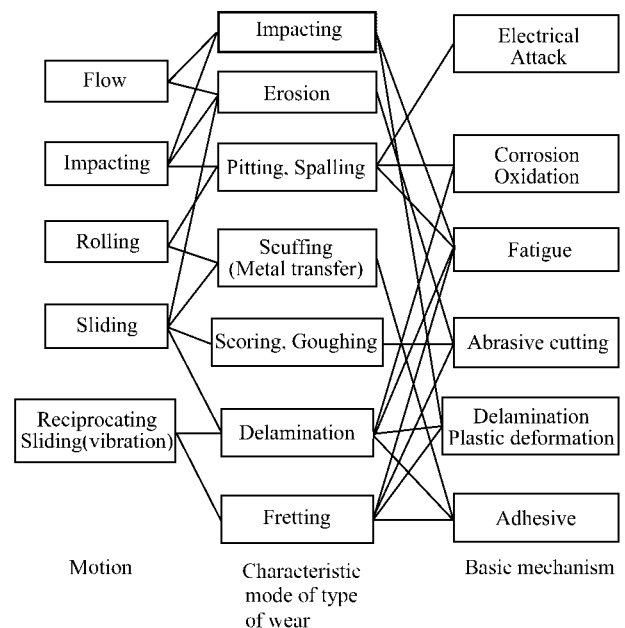 Impacting
Electrical
Attack
Flow
Erosion
Impacting
Pitting, Spalling
Corrosion
Oxidation
Rolling
Scuffing
(Metal transfer)
Fatigue
Sliding
Scoring, Goughing
Abrasive cutting
Reciprocating
Sliding(vibration)
Delamination
Delamination
Plastic deformation
Fretting
Adhesive
Motion
Characteristic
mode of type
of wear
Basic mechanism